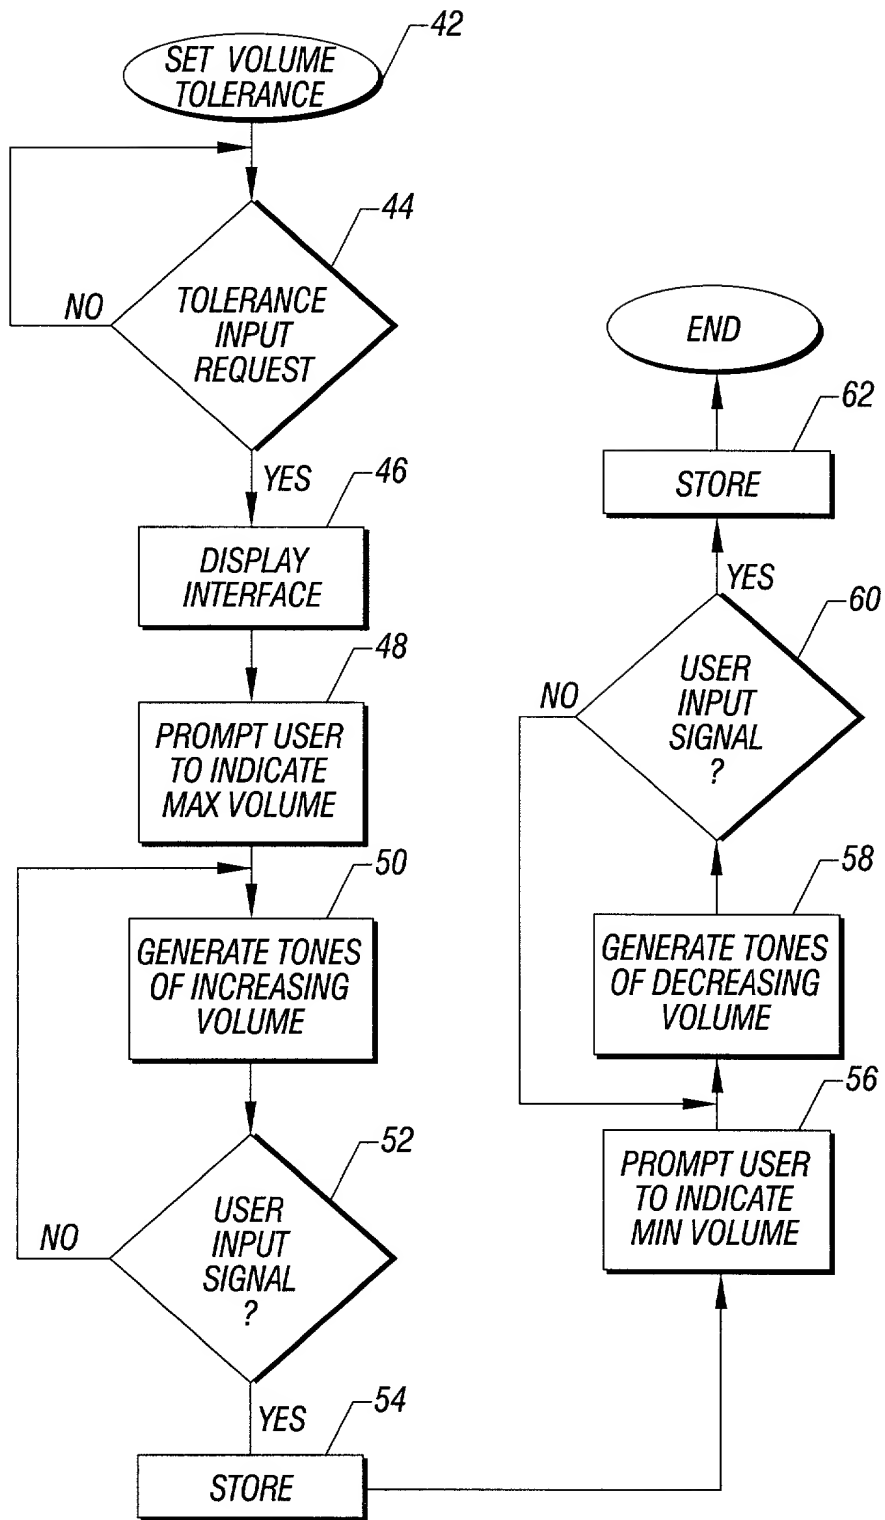 42
SET VOLUME
TOLERANCE
44
NO
TOLERANCE
INPUT
REQUEST
YES
46
DISPLAY
INTERFACE
48
PROMPT USER
TO INDICATE
MAX VOLUME
50
GENERATE TONES
OF INCREASING
VOLUME
52
NO
USER
INPUT
SIGNAL
?
YES
54
STORE
56
PROMPT USER
TO INDICATE
MIN VOLUME
58
GENERATE TONES
OF DECREASING
VOLUME
60
NO
USER
INPUT
SIGNAL
?
YES
62
STORE
END